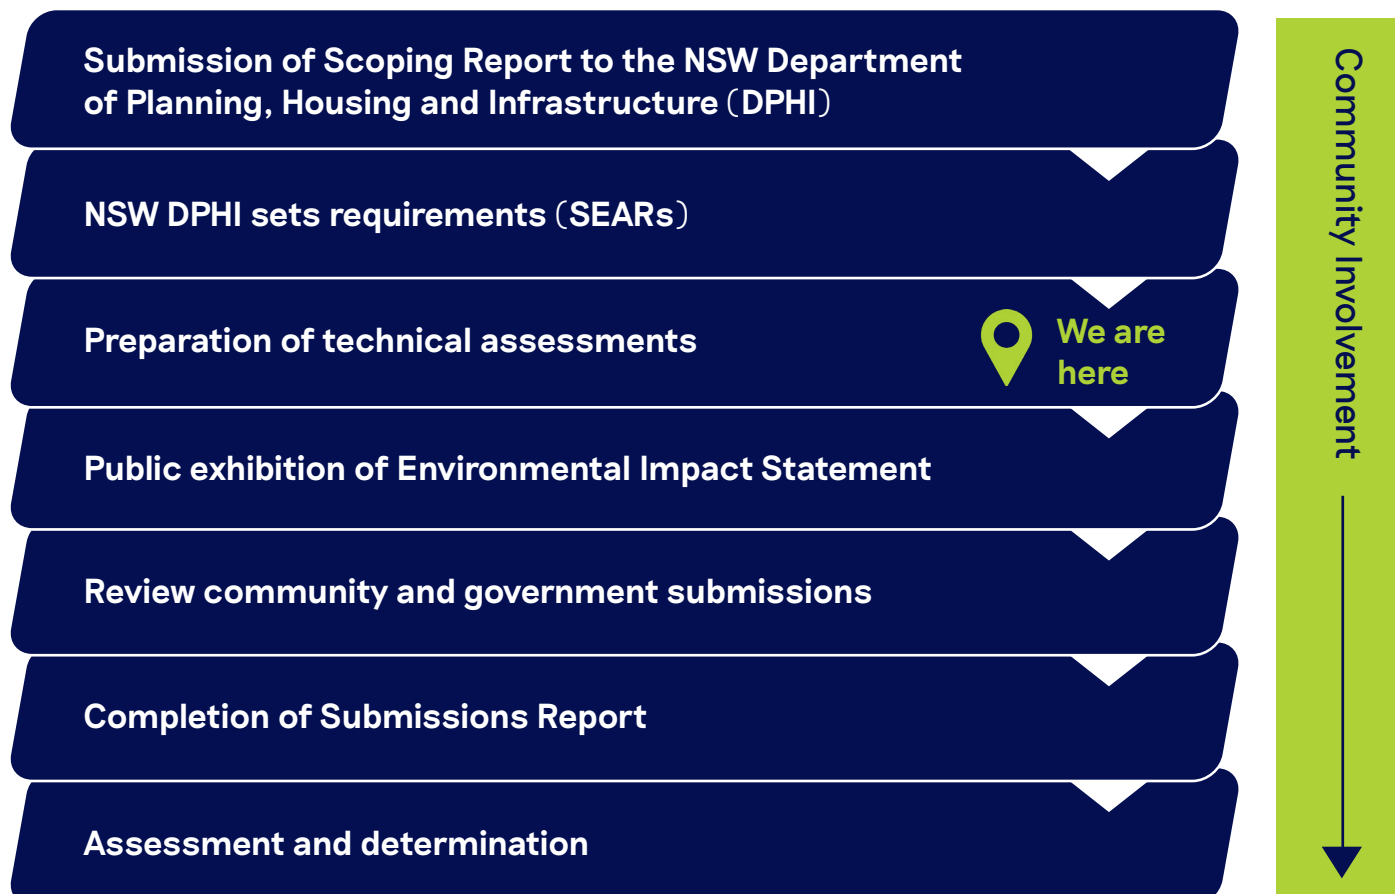 Submission of Scoping Report to the NSW Department
of Planning, Housing and Infrastructure (DPHI)
NSW DPHI sets requirements (SEARs)
Preparation of technical assessments
We are
here
Public exhibition of Environmental Impact Statement
Review community and government submissions
Completion of Submissions Report
Assessment and determination
Community Involvement